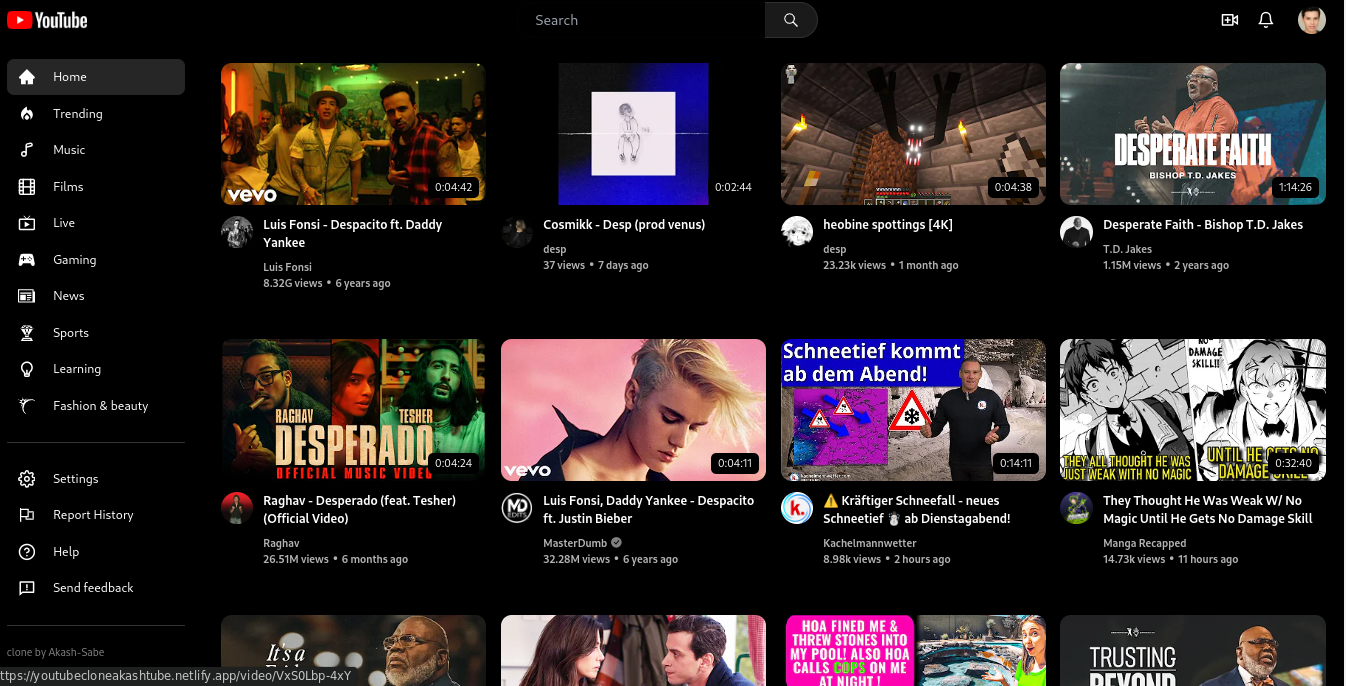 YouTube
Search
Home
Trending
Music
Films
Live
Gaming
News
Sports
Learning
Fashion & beauty
Settings
Report History
Help
Send feedback
clone by Akash-Sabe
vevo
0:04:42
Luis Fonsi - Despacito ft. Daddy
Yankee
Luis Fonsi
8.32G views • 6 years ago
0:02:44
Cosmikk - Desp (prod venus)
desp
37 views • 7 days ago
0:04:38
heobine spottings [4K]
desp
23.23k views • 1 month ago
DESPERATE FAITH
BISHOP T.D. JAKES
1:14:26
Desperate Faith - Bishop T.D. Jakes
T.D. Jakes
1.15M views • 2 years ago
RAGHAV
TESHER
DESPERADO
OFFICIAL MUSIC VIDEO
0:04:24
Raghav - Desperado (feat. Tesher)
(Official Video)
Raghav
26.51M views • 6 months ago
vevo
0:04:11
MD
EDITS
Luis Fonsi, Daddy Yankee - Despacito
ft. Justin Bieber
MasterDumb
32.28M views • 6 years ago
Schneetief kommt
ab dem Abend!
k.
kachelmannwetter.com
0:14:11
k.
⚠️ Kräftiger Schneefall - neues
Schneetief ☃️ ab Dienstagabend!
Kachelmannwetter
8.98k views • 2 hours ago
NO
DAMAGE
SKILL!!
THEY ALL THOUGHT HE WAS
JUST WEAK WITH NO MAGIC
UNTIL HE GETS NO
DAMAGE SKILL
0:32:40
They Thought He Was Weak W/ No
Magic Until He Gets No Damage Skill
Manga Recapped
14.73k views • 11 hours ago
It's a
HOA FINED ME &
THREW STONES INTO
MY POOL! ALSO HOA
CALLS COPS ON ME
AT NIGHT !
TRUSTING
BEYOND
ttps://youtubecloneakashtube.netlify.app/video/VxS0Lbp-4xY